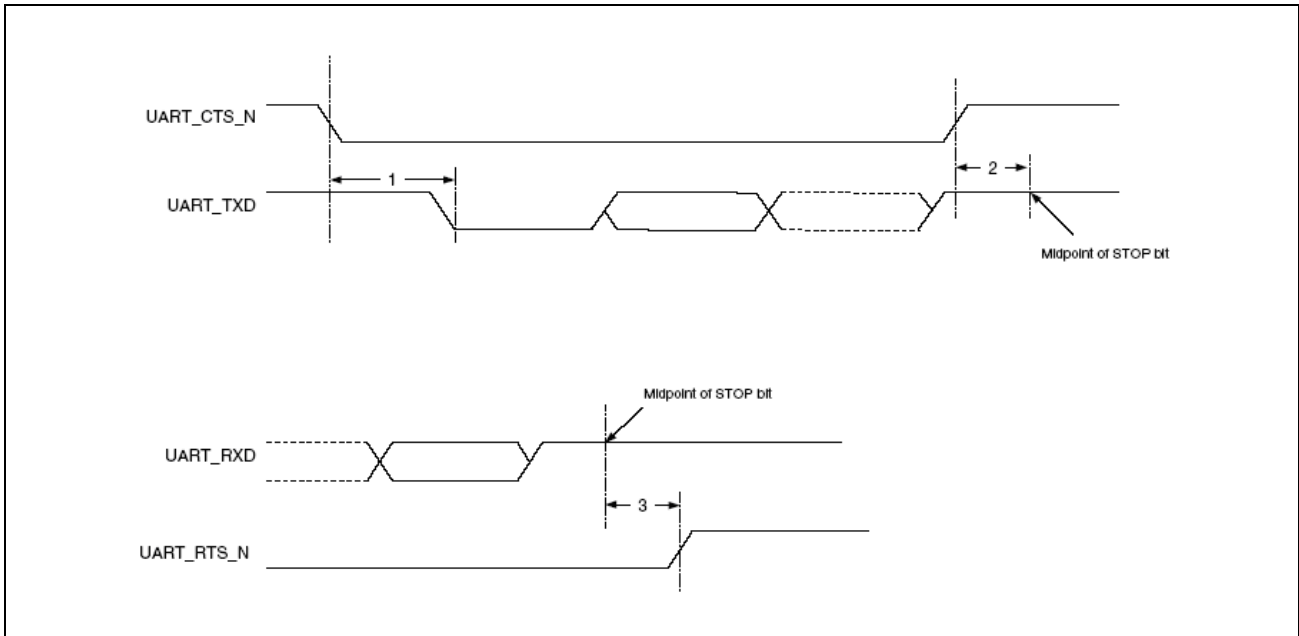 UART_CTS_N
1
2
UART_TXD
Midpoint of STOP bit
Midpoint of STOP bit
UART_RXD
3
UART_RTS_N